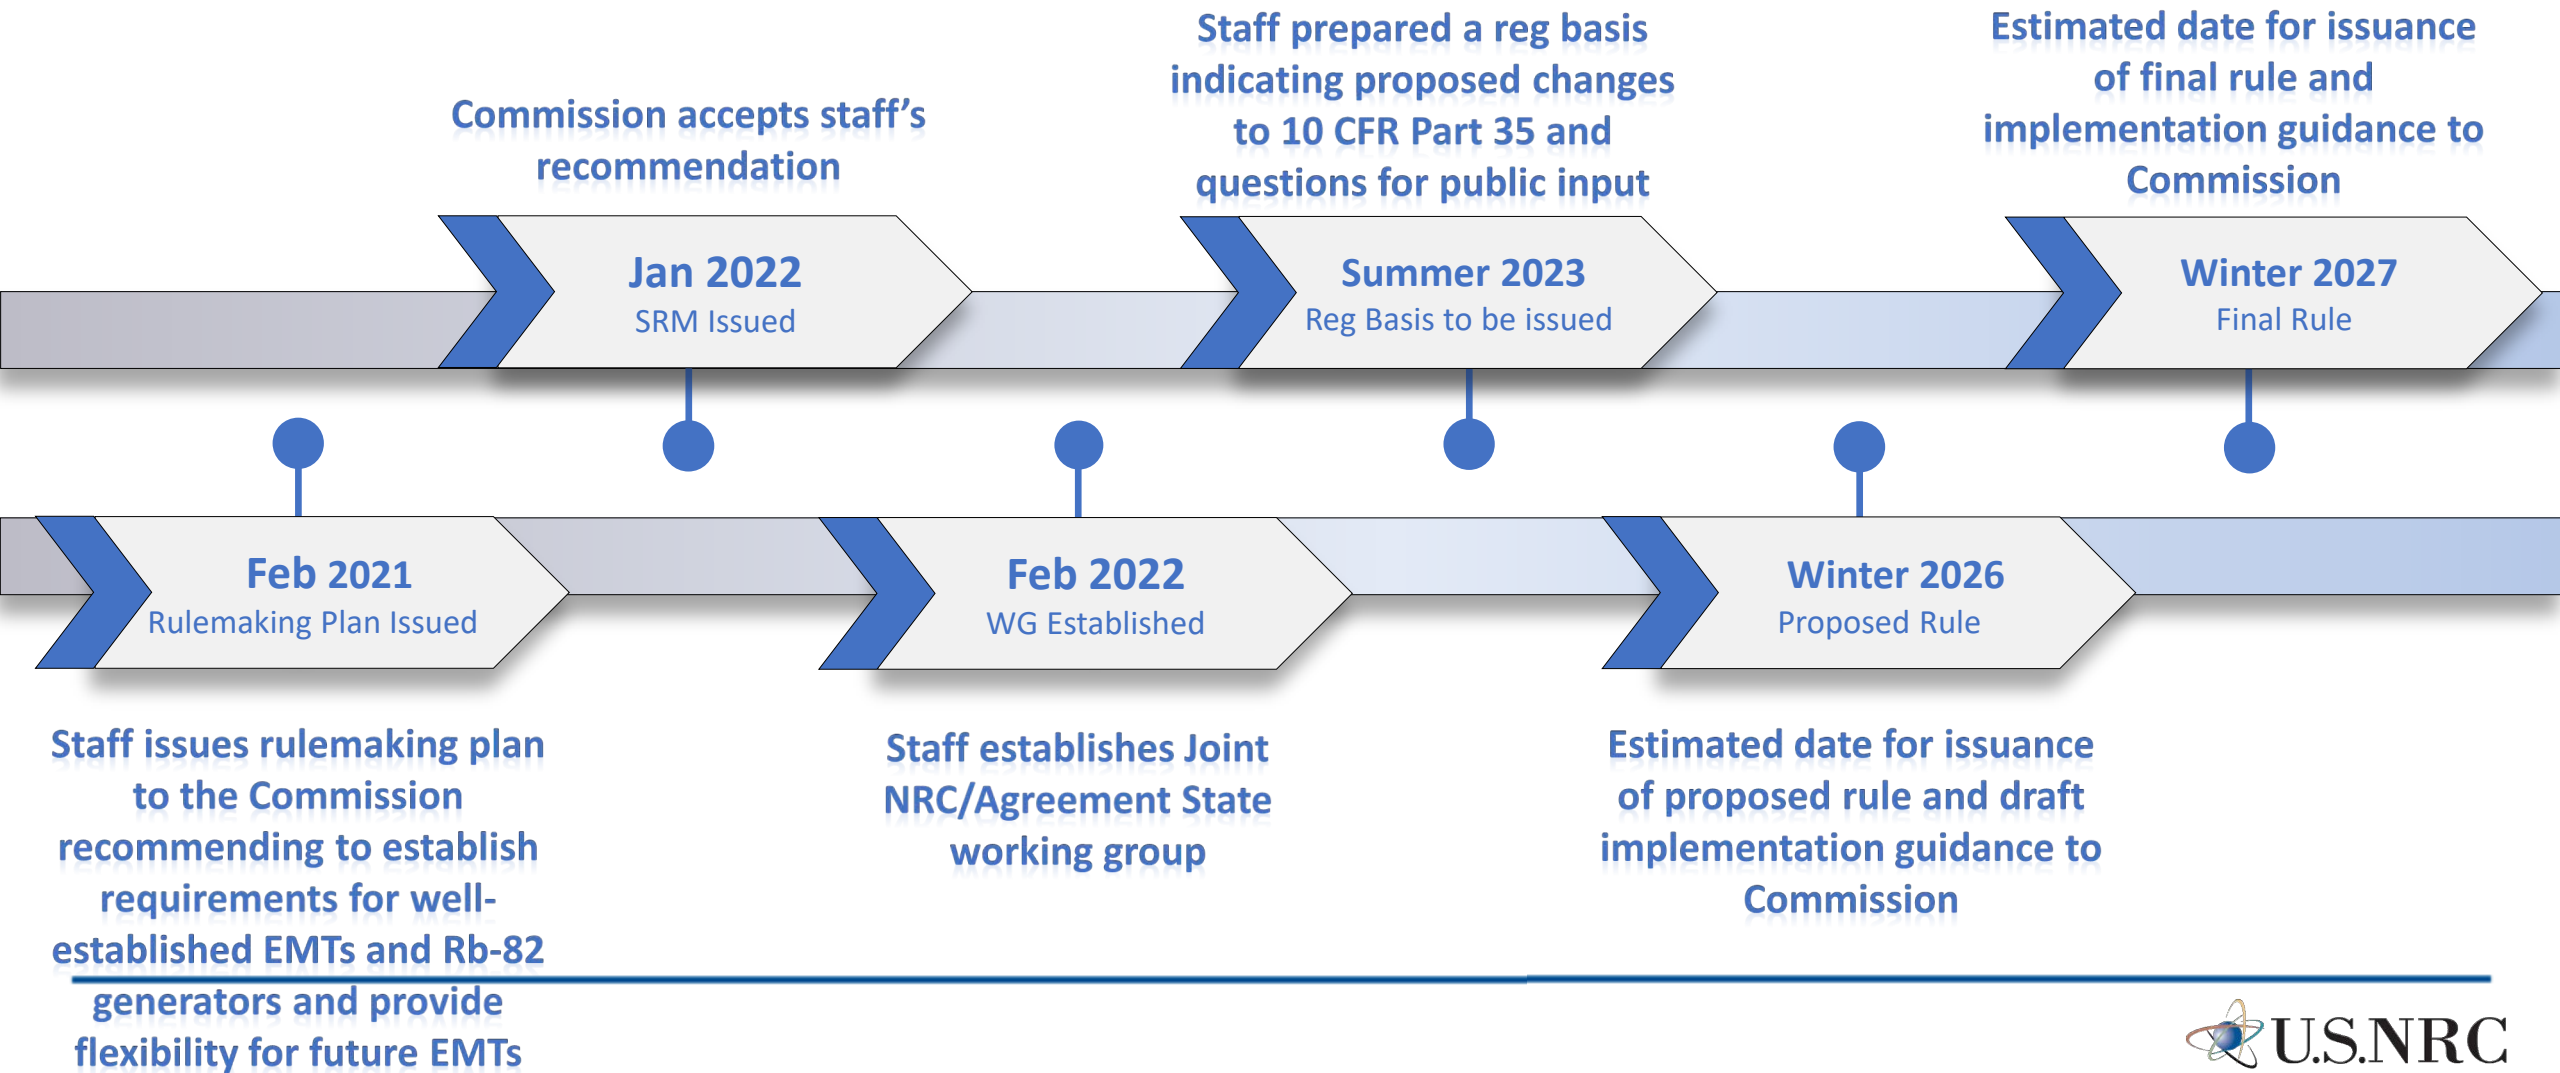 Staff issues rulemaking plan
to the Commission
recommending to establish
requirements for well-
established EMTs and Rb-82
generators and provide
flexibility for future EMTs
Feb 2021
Rulemaking Plan Issued
Commission accepts staff's
recommendation
Jan 2022
SRM Issued
Feb 2022
WG Established
Staff establishes Joint
NRC/Agreement State
working group
Staff prepared a reg basis
indicating proposed changes
to 10 CFR Part 35 and
questions for public input
Summer 2023
Reg Basis to be issued
Winter 2026
Proposed Rule
Estimated date for issuance
of proposed rule and draft
implementation guidance to
Commission
Estimated date for issuance
of final rule and
implementation guidance to
Commission
Winter 2027
Final Rule
U.S.NRC